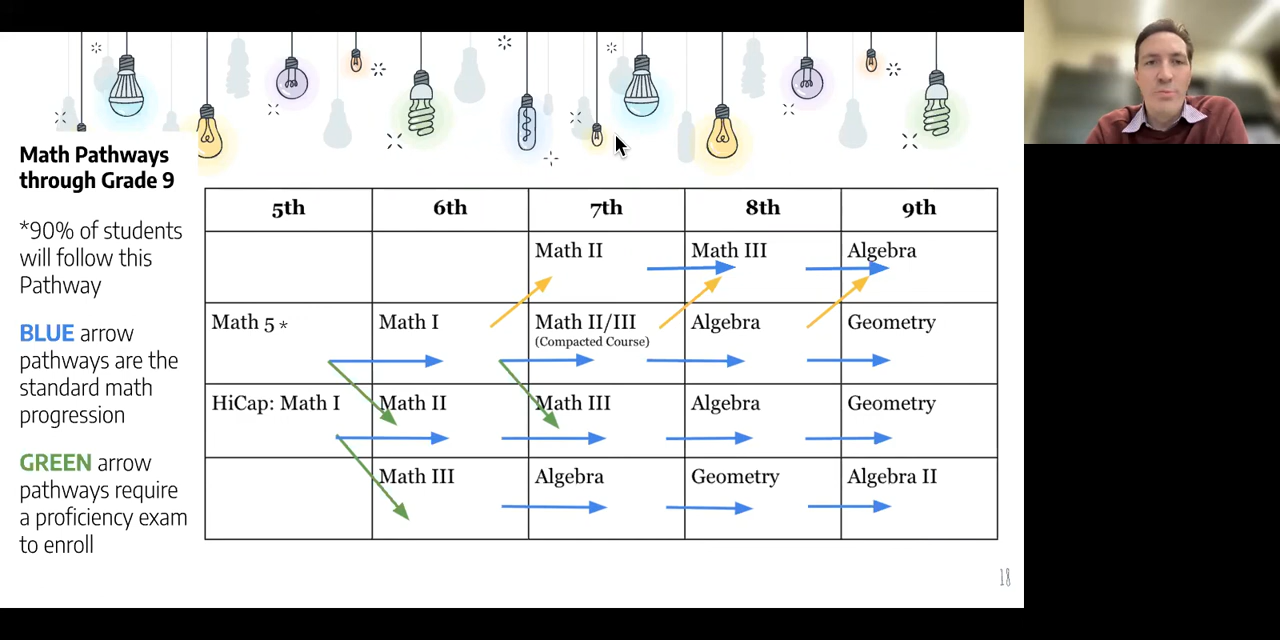 Math Pathways
through Grade 9
*90% of students
will follow this
Pathway
BLUE arrow
pathways are the
standard math
progression
GREEN arrow
pathways require
a proficiency exam
to enroll
5th 6th 7th 8th 9th
Math II Math III Algebra
Math 5 * Math I Math II/III Algebra Geometry
(Compacted Course)
HiCap: Math I Math II Math III Algebra Geometry
Math III Algebra Geometry Algebra II
18